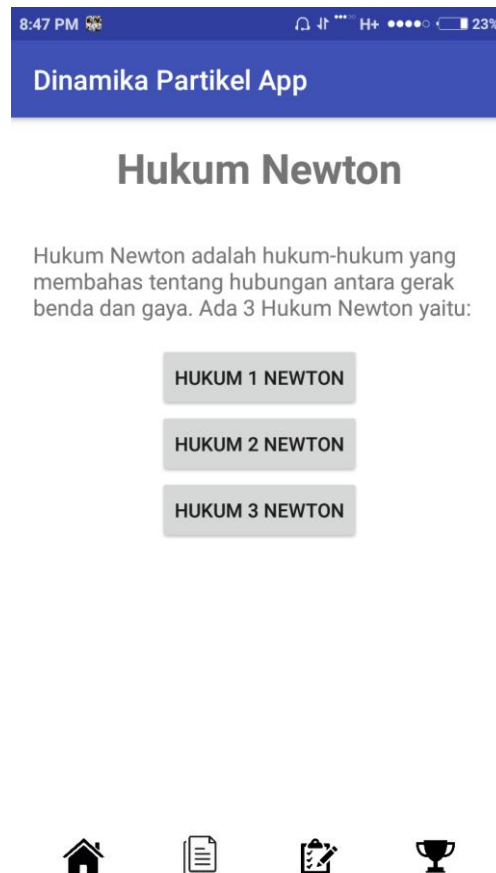 8:47 PM H+ 23%
Dinamika Partikel App
Hukum Newton
Hukum Newton adalah hukum-hukum yang
membahas tentang hubungan antara gerak
benda dan gaya. Ada 3 Hukum Newton yaitu:
HUKUM 1 NEWTON
HUKUM 2 NEWTON
HUKUM 3 NEWTON